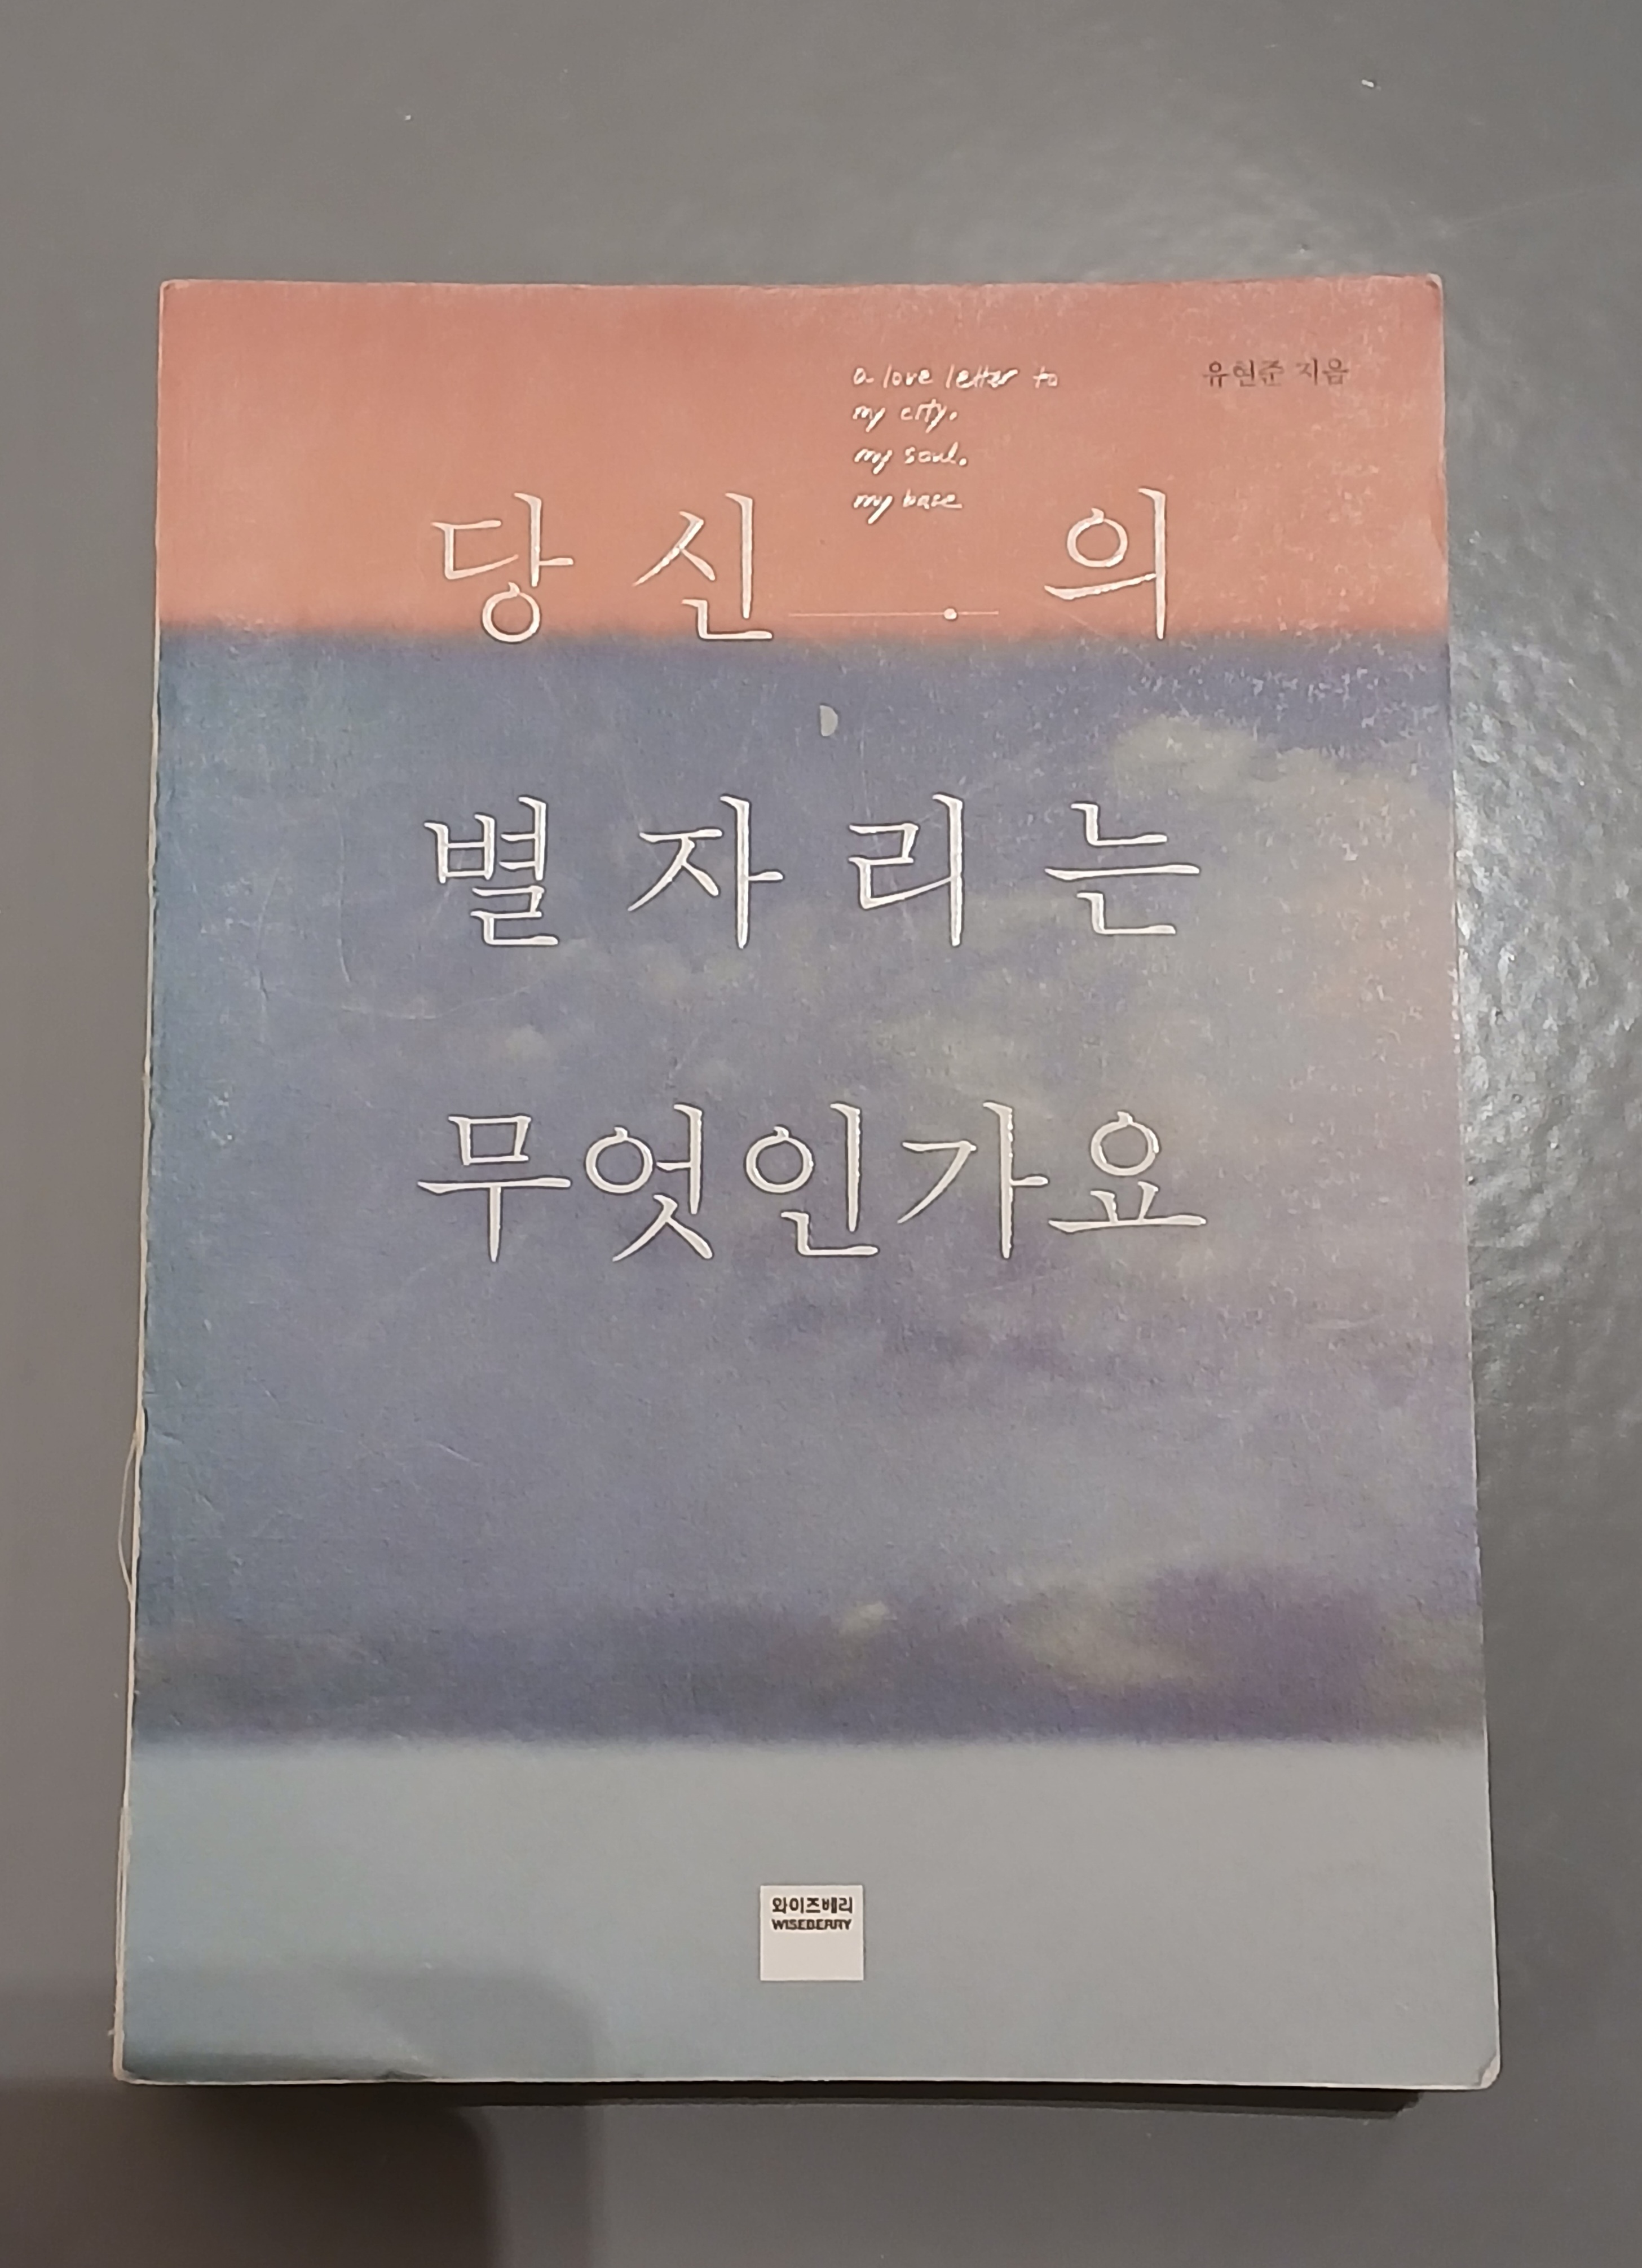 a love letter to
my city.
my soul.
my base
유현준 지음
당신의
별자리는
무엇인가요
와이즈베리
WISEBERRY